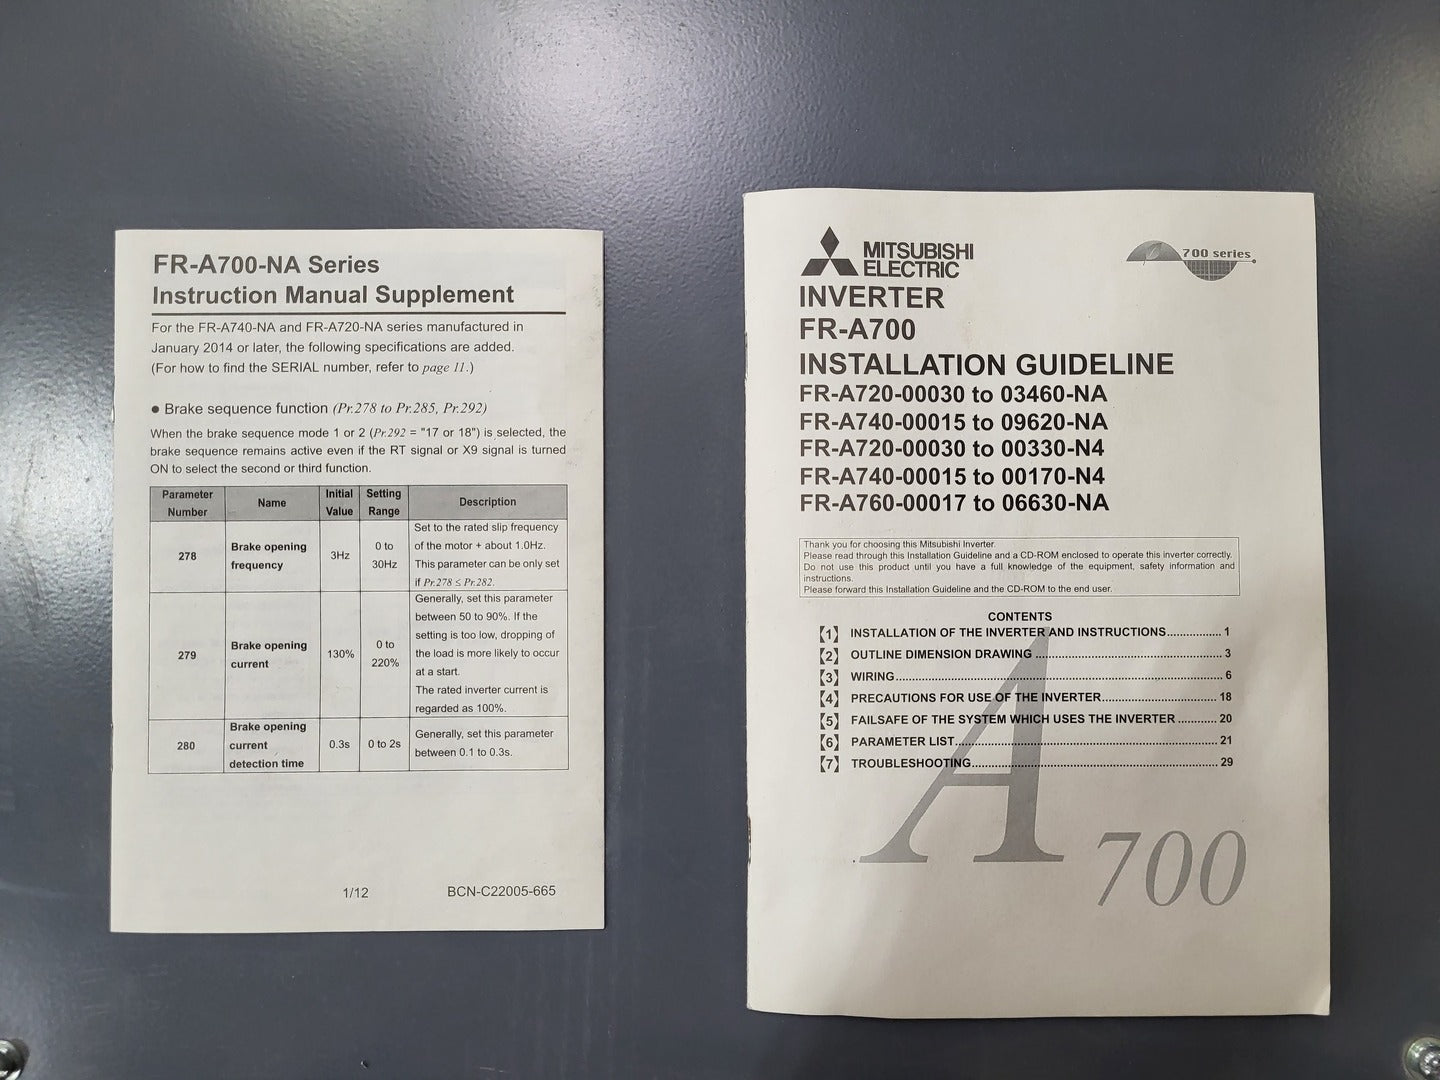 FR-A700-NA Series
Instruction Manual Supplement
For the FR-A740-NA and FR-A720-NA series manufactured in
January 2014 or later, the following specifications are added.
(For how to find the SERIAL number, refer to page 11.)
● Brake sequence function (Pr.278 to Pr.285, Pr.292)
When the brake sequence mode 1 or 2 (Pr.292 = "17 or 18") is selected, the
brake sequence remains active even if the RT signal or X9 signal is turned
ON to select the second or third function.
Parameter Number Name Initial Value Setting Range Description
278 Brake opening frequency 3Hz 0 to 30Hz Set to the rated slip frequency
of the motor + about 1.0Hz.
This parameter can be only set
if Pr.278 ≤ Pr.282.
279 Brake opening current 130% 0 to 220% Generally, set this parameter
between 50 to 90%. If the
setting is too low, dropping of
the load is more likely to occur
at a start.
The rated inverter current is
regarded as 100%.
280 Brake opening current detection time 0.3s 0 to 2s Generally, set this parameter
between 0.1 to 0.3s.
1/12 BCN-C22005-665
MITSUBISHI
ELECTRIC
700 series
INVERTER
FR-A700
INSTALLATION GUIDELINE
FR-A720-00030 to 03460-NA
FR-A740-00015 to 09620-NA
FR-A720-00030 to 00330-N4
FR-A740-00015 to 00170-N4
FR-A760-00017 to 06630-NA
Thank you for choosing this Mitsubishi Inverter.
Please read through this Installation Guideline and a CD-ROM enclosed to operate this inverter correctly.
Do not use this product until you have a full knowledge of the equipment, safety information and
instructions.
Please forward this Installation Guideline and the CD-ROM to the end user.
CONTENTS
【1】 INSTALLATION OF THE INVERTER AND INSTRUCTIONS................ 1
【2】 OUTLINE DIMENSION DRAWING ........................................................ 3
【3】 WIRING................................................................................................ 6
【4】 PRECAUTIONS FOR USE OF THE INVERTER.................................. 18
【5】 FAILSAFE OF THE SYSTEM WHICH USES THE INVERTER ............ 20
【6】 PARAMETER LIST............................................................................. 21
【7】 TROUBLESHOOTING........................................................................ 29
A 700